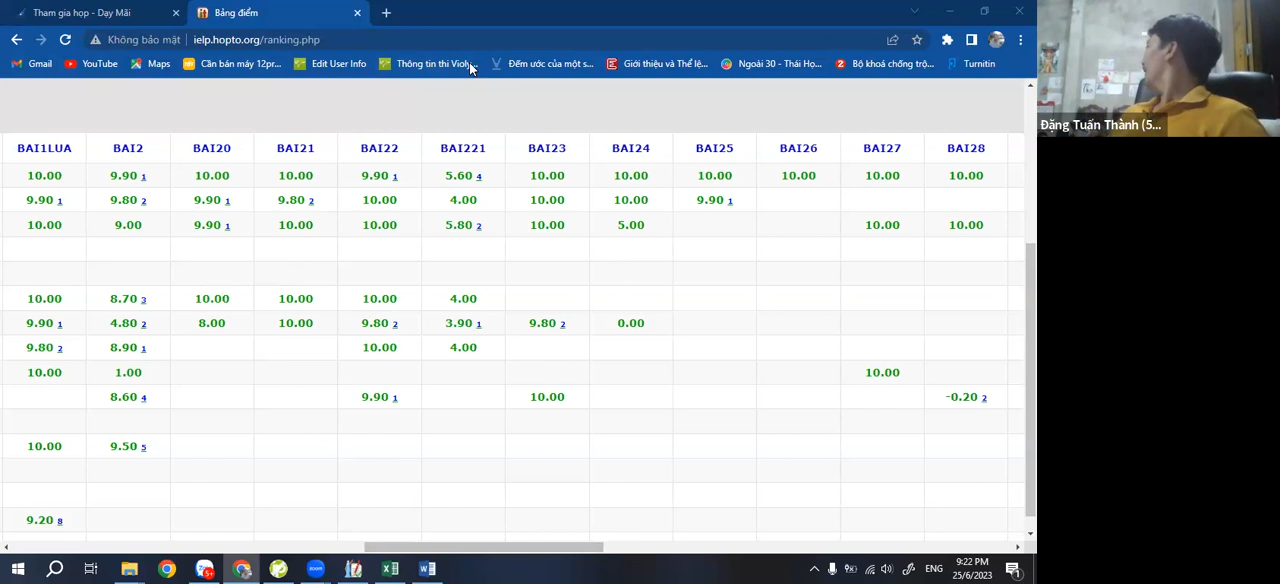 Tham gia họp - Dạy Mãi
Bảng điểm
Không bảo mật
ielp.hopto.org/ranking.php
Gmail YouTube Maps Cần bán máy 12pr... Edit User Info Thông tin thi Violy... Đếm ước của một s... Giới thiệu và Thể lệ... Ngoài 30 - Thái Họ... Bộ khoá chống trộ... Turnitin
Đặng Tuấn Thành (5...
BAI1LUA BAI2 BAI20 BAI21 BAI22 BAI221 BAI23 BAI24 BAI25 BAI26 BAI27 BAI28
10.00 9.90 1 10.00 10.00 9.90 1 5.60 4 10.00 10.00 10.00 10.00 10.00 10.00
9.90 1 9.80 2 9.90 1 9.80 2 10.00 4.00 10.00 10.00 9.90 1
10.00 9.00 9.90 1 10.00 10.00 5.80 2 10.00 5.00 10.00 10.00
10.00 8.70 3 10.00 10.00 10.00 4.00
9.90 1 4.80 2 8.00 10.00 9.80 2 3.90 1 9.80 2 0.00
9.80 2 8.90 1 10.00 4.00
10.00 1.00 10.00
8.60 4 9.90 1 10.00 -0.20 2
10.00 9.50 5
9.20 8
ENG
9:22 PM
25/6/2023